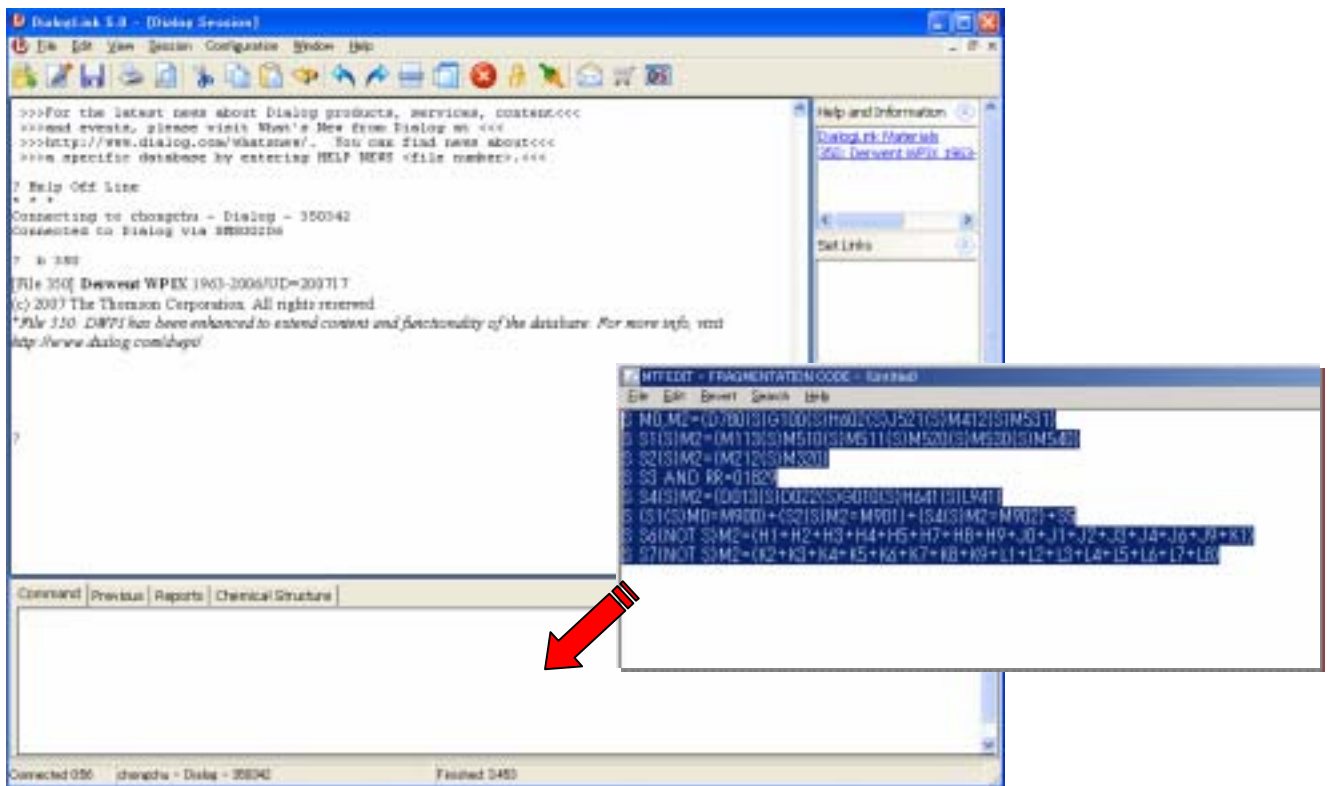 DialogLink 5.0 - [Dialog Session]
File Edit View Session Configuration Window Help
>>>For the latest news about Dialog products, services, content<<<
>>>and events, please visit What's New from Dialog at <<<
>>>http://www.dialog.com/whatsnew/. You can find news about<<<
>>>a specific database by entering HELP NEWS <file number>.<<<
? Help Off Line
* * *
Connecting to chongchu - Dialog - 350342
Connected to Dialog via
? b 350
[File 350] Derwent WPIX 1963-2006/UD=200717
(c) 2007 The Thomson Corporation. All rights reserved.
*File 350: DWPI has been enhanced to extend content and functionality of the database. For more info, visit
http://www.dialog.com/dwpi/
?
Help and Information
DialogLink Materials
350: Derwent WPIX 1963-
Set Links
MTFEDIT - FRAGMENTATION CODE - (untitled)
File Edit Revert Search Help
S M0,M2=(D780(S)G100(S)H602(S)J521(S)M412(S)M531)
S S1(S)M2=(M113(S)M510(S)M511(S)M520(S)M530(S)M540)
S S2(S)M2=(M212(S)M320)
S S3 AND RR=01829
S S4(S)M2=(D013(S)D022(S)G010(S)H641(S)L941)
S (S1(S)M0=M900)+(S2(S)M2=M901)+(S4(S)M2=M902)+S5
S S6(NOT S)M2=(H1+H2+H3+H4+H5+H7+H8+H9+J0+J1+J2+J3+J4+J6+J9+K1)
S S7(NOT S)M2=(K2+K3+K4+K5+K6+K7+K8+K9+L1+L2+L3+L4+L5+L6+L7+L8)
Command Previous Reports Chemical Structure
chongchu - Dialog - 350342